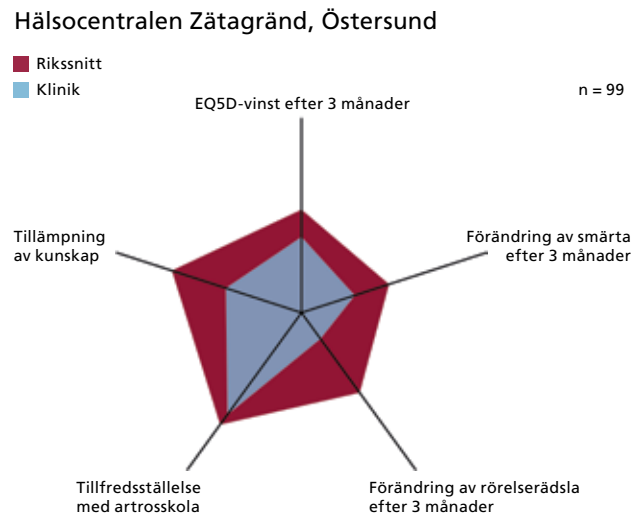 Hälsocentralen Zätagränd, Östersund
Rikssnitt
Klinik
n = 99
EQ5D-vinst efter 3 månader
Tillämpning
av kunskap
Förändring av smärta
efter 3 månader
Tillfredsställelse
med artrosskola
Förändring av rörelserädsla
efter 3 månader